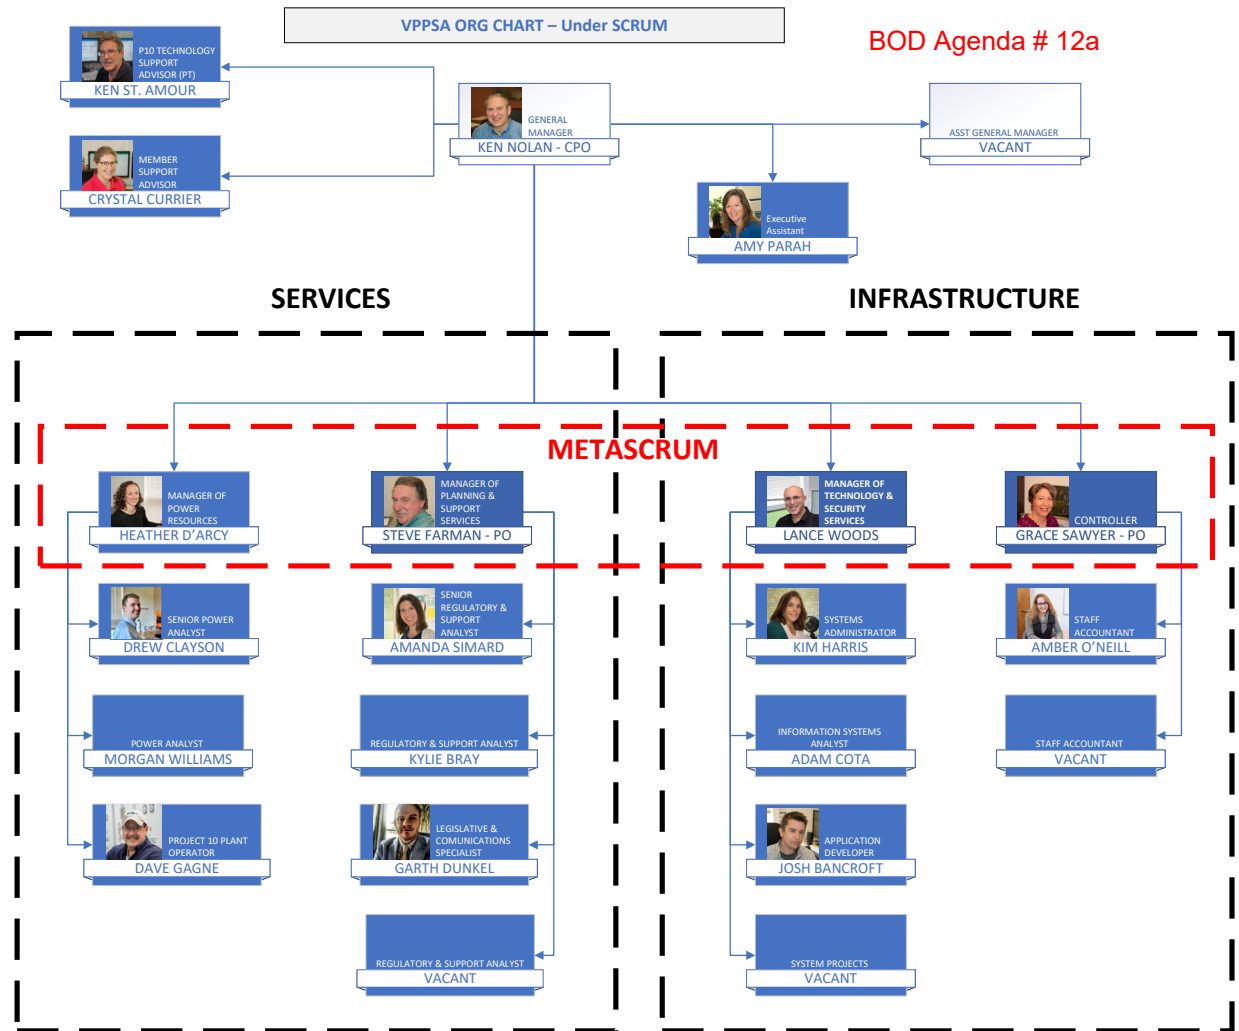 VPPSA ORG CHART – Under SCRUM
BOD Agenda # 12a
P10 TECHNOLOGY
SUPPORT
ADVISOR (PT)
KEN ST. AMOUR
GENERAL
MANAGER
KEN NOLAN - CPO
ASST GENERAL MANAGER
VACANT
MEMBER
SUPPORT
ADVISOR
CRYSTAL CURRIER
Executive
Assistant
AMY PARAH
SERVICES
INFRASTRUCTURE
METASCRUM
MANAGER OF
POWER
RESOURCES
HEATHER D’ARCY
MANAGER OF
PLANNING &
SUPPORT
SERVICES
STEVE FARMAN - PO
MANAGER OF
TECHNOLOGY &
SECURITY
SERVICES
LANCE WOODS
CONTROLLER
GRACE SAWYER - PO
SENIOR POWER
ANALYST
DREW CLAYSON
SENIOR
REGULATORY &
SUPPORT
ANALYST
AMANDA SIMARD
SYSTEMS
ADMINISTRATOR
KIM HARRIS
STAFF
ACCOUNTANT
AMBER O’NEILL
POWER ANALYST
MORGAN WILLIAMS
REGULATORY & SUPPORT ANALYST
KYLIE BRAY
INFORMATION SYSTEMS
ANALYST
ADAM COTA
STAFF ACCOUNTANT
VACANT
PROJECT 10 PLANT
OPERATOR
DAVE GAGNE
LEGISLATIVE &
COMUNICATIONS
SPECIALIST
GARTH DUNKEL
APPLICATION
DEVELOPER
JOSH BANCROFT
REGULATORY & SUPPORT ANALYST
VACANT
SYSTEM PROJECTS
VACANT